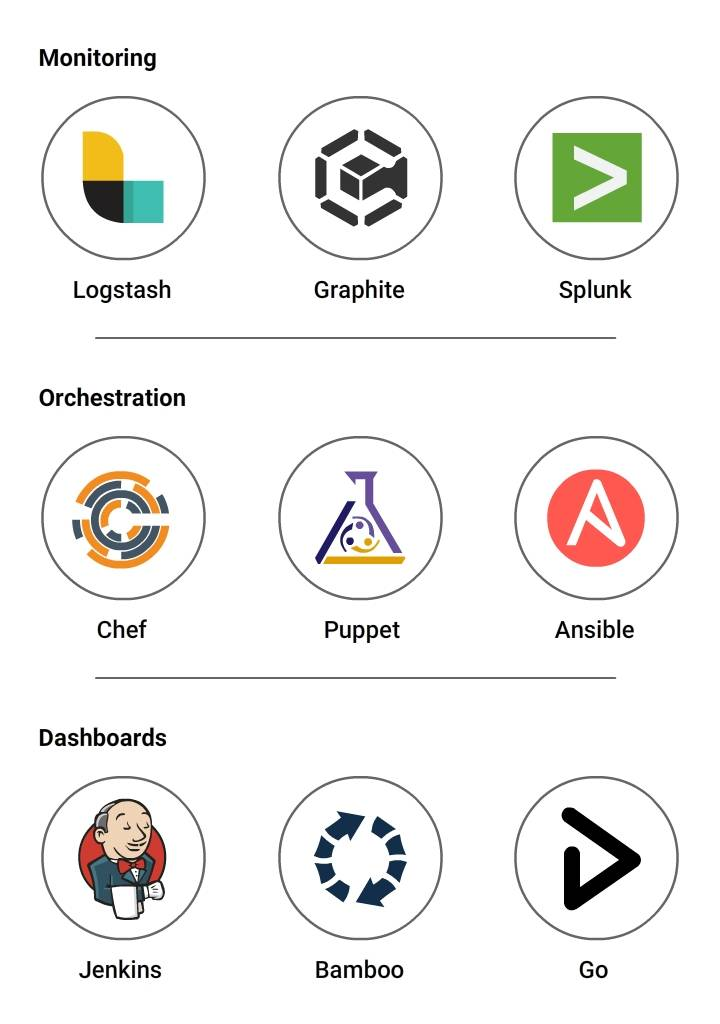 Monitoring
Logstash Graphite Splunk
Orchestration
Chef Puppet Ansible
Dashboards
Jenkins Bamboo Go